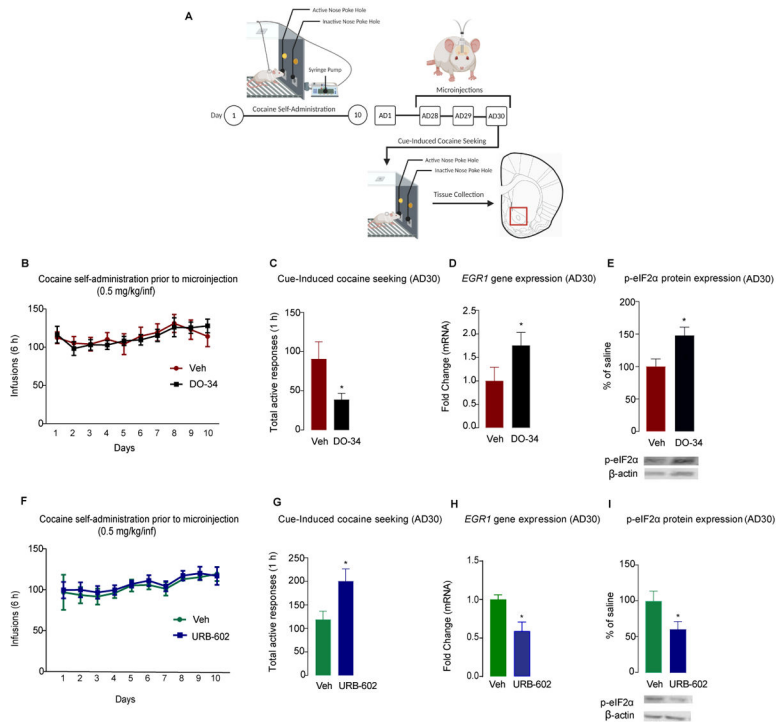 A
Active Nose Poke Hole
Inactive Nose Poke Hole
Syringe Pump
Microinjections
Day 1 Cocaine Self-Administration 10 AD1 AD28 AD29 AD30
Cue-Induced Cocaine Seeking
Active Nose Poke Hole
Inactive Nose Poke Hole
Tissue Collection
B
Cocaine self-administration prior to microinjection
(0.5 mg/kg/inf)
Infusions (6 h)
150
100
50
0
Veh
DO-34
1 2 3 4 5 6 7 8 9 10
Days
C
Cue-Induced cocaine seeking (AD30)
Total active responses (1 h)
150
100
50
0
*
Veh DO-34
D
EGR1 gene expression (AD30)
Fold Change (mRNA)
2.5
2.0
1.5
1.0
0.5
0.0
*
Veh DO-34
E
p-eIF2α protein expression (AD30)
% of saline
200
150
100
50
0
*
Veh DO-34
p-eIF2α
β-actin
F
Cocaine self-administration prior to microinjection
(0.5 mg/kg/inf)
Infusions (6 h)
150
100
50
0
Veh
URB-602
1 2 3 4 5 6 7 8 9 10
Days
G
Cue-Induced cocaine seeking (AD30)
Total active responses (1 h)
250
200
150
100
50
0
*
Veh URB-602
H
EGR1 gene expression (AD30)
Fold Change (mRNA)
1.5
1.0
0.5
0.0
*
Veh URB-602
I
p-eIF2α protein expression (AD30)
% of saline
150
100
50
0
*
Veh URB-602
p-eIF2α
β-actin